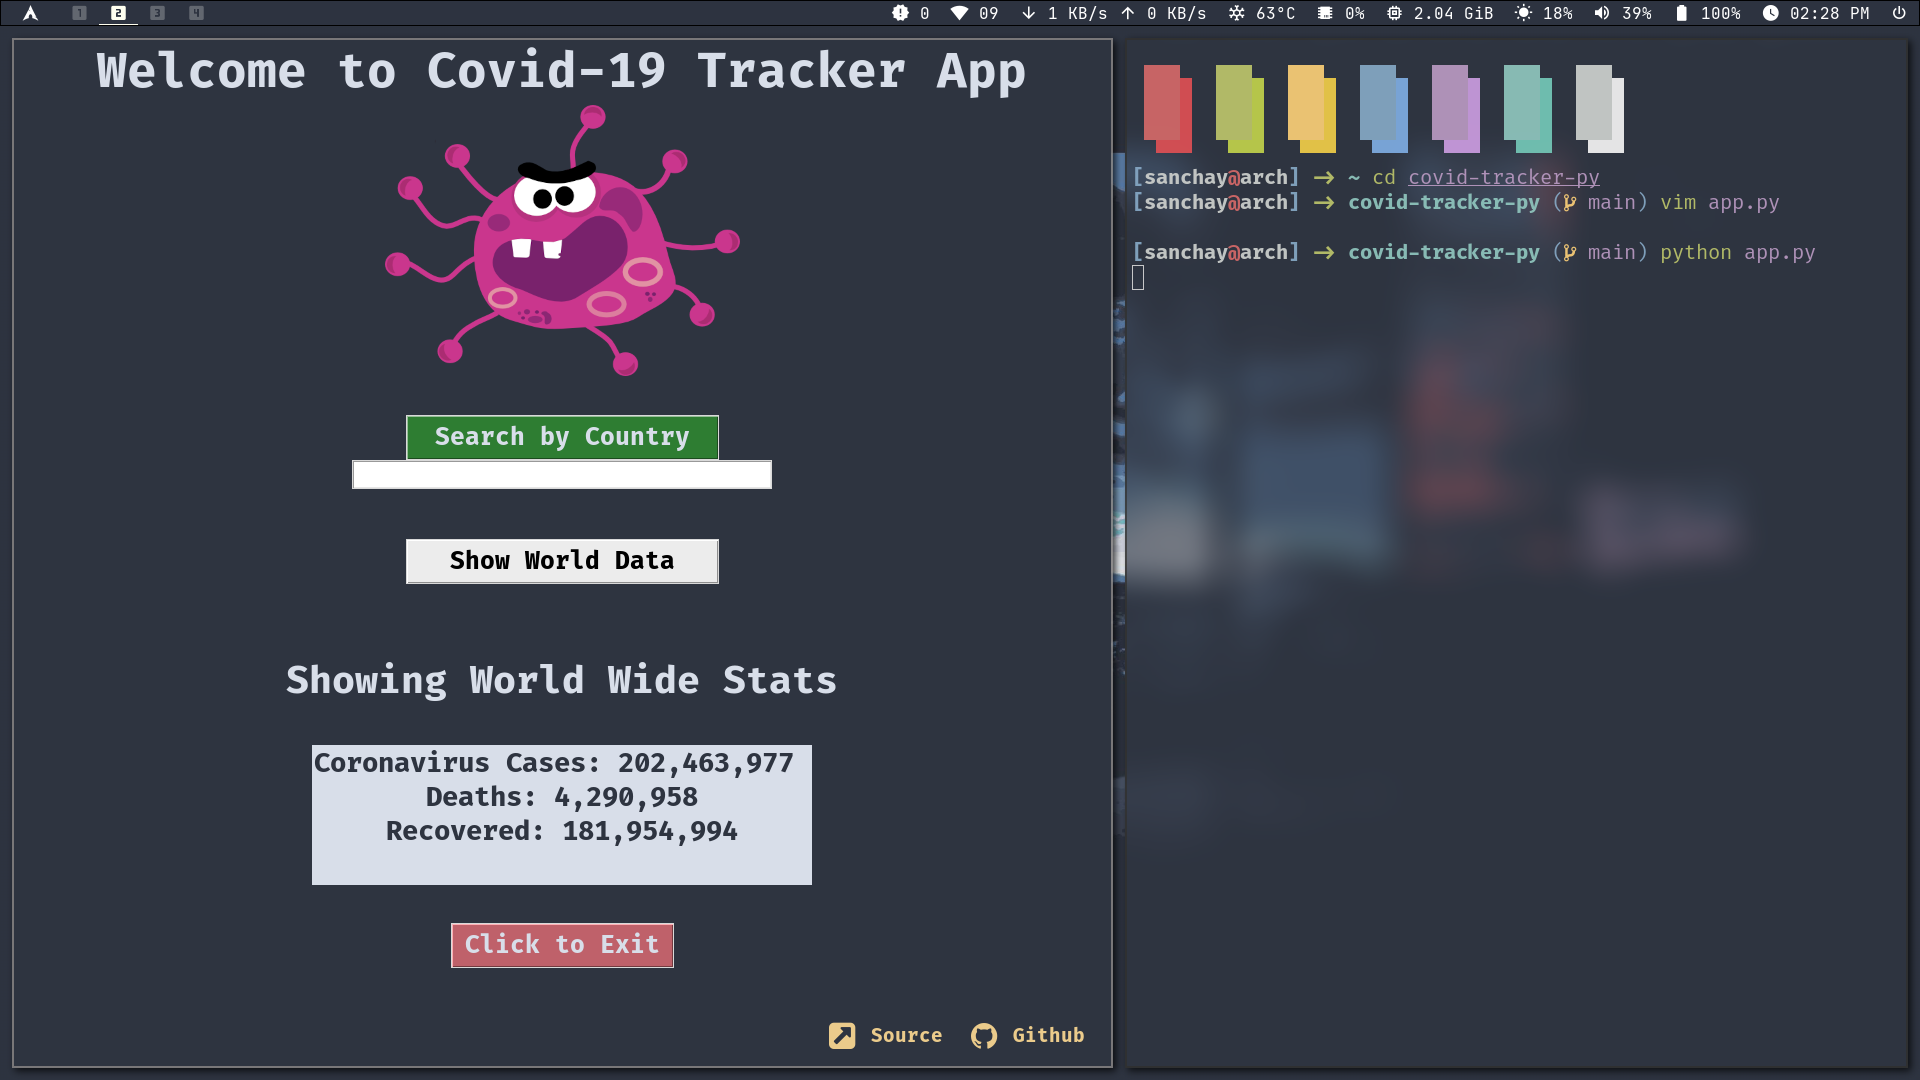 1 2 3 4 0 09 1 KB/s 0 KB/s 63°C 0% 2.04 GiB 18% 39% 100% 02:28 PM
Welcome to Covid-19 Tracker App
Search by Country
Show World Data
Showing World Wide Stats
Coronavirus Cases: 202,463,977
Deaths: 4,290,958
Recovered: 181,954,994
Click to Exit
Source Github
[sanchay@arch] → ~ cd covid-tracker-py
[sanchay@arch] → covid-tracker-py ( main) vim app.py
[sanchay@arch] → covid-tracker-py ( main) python app.py